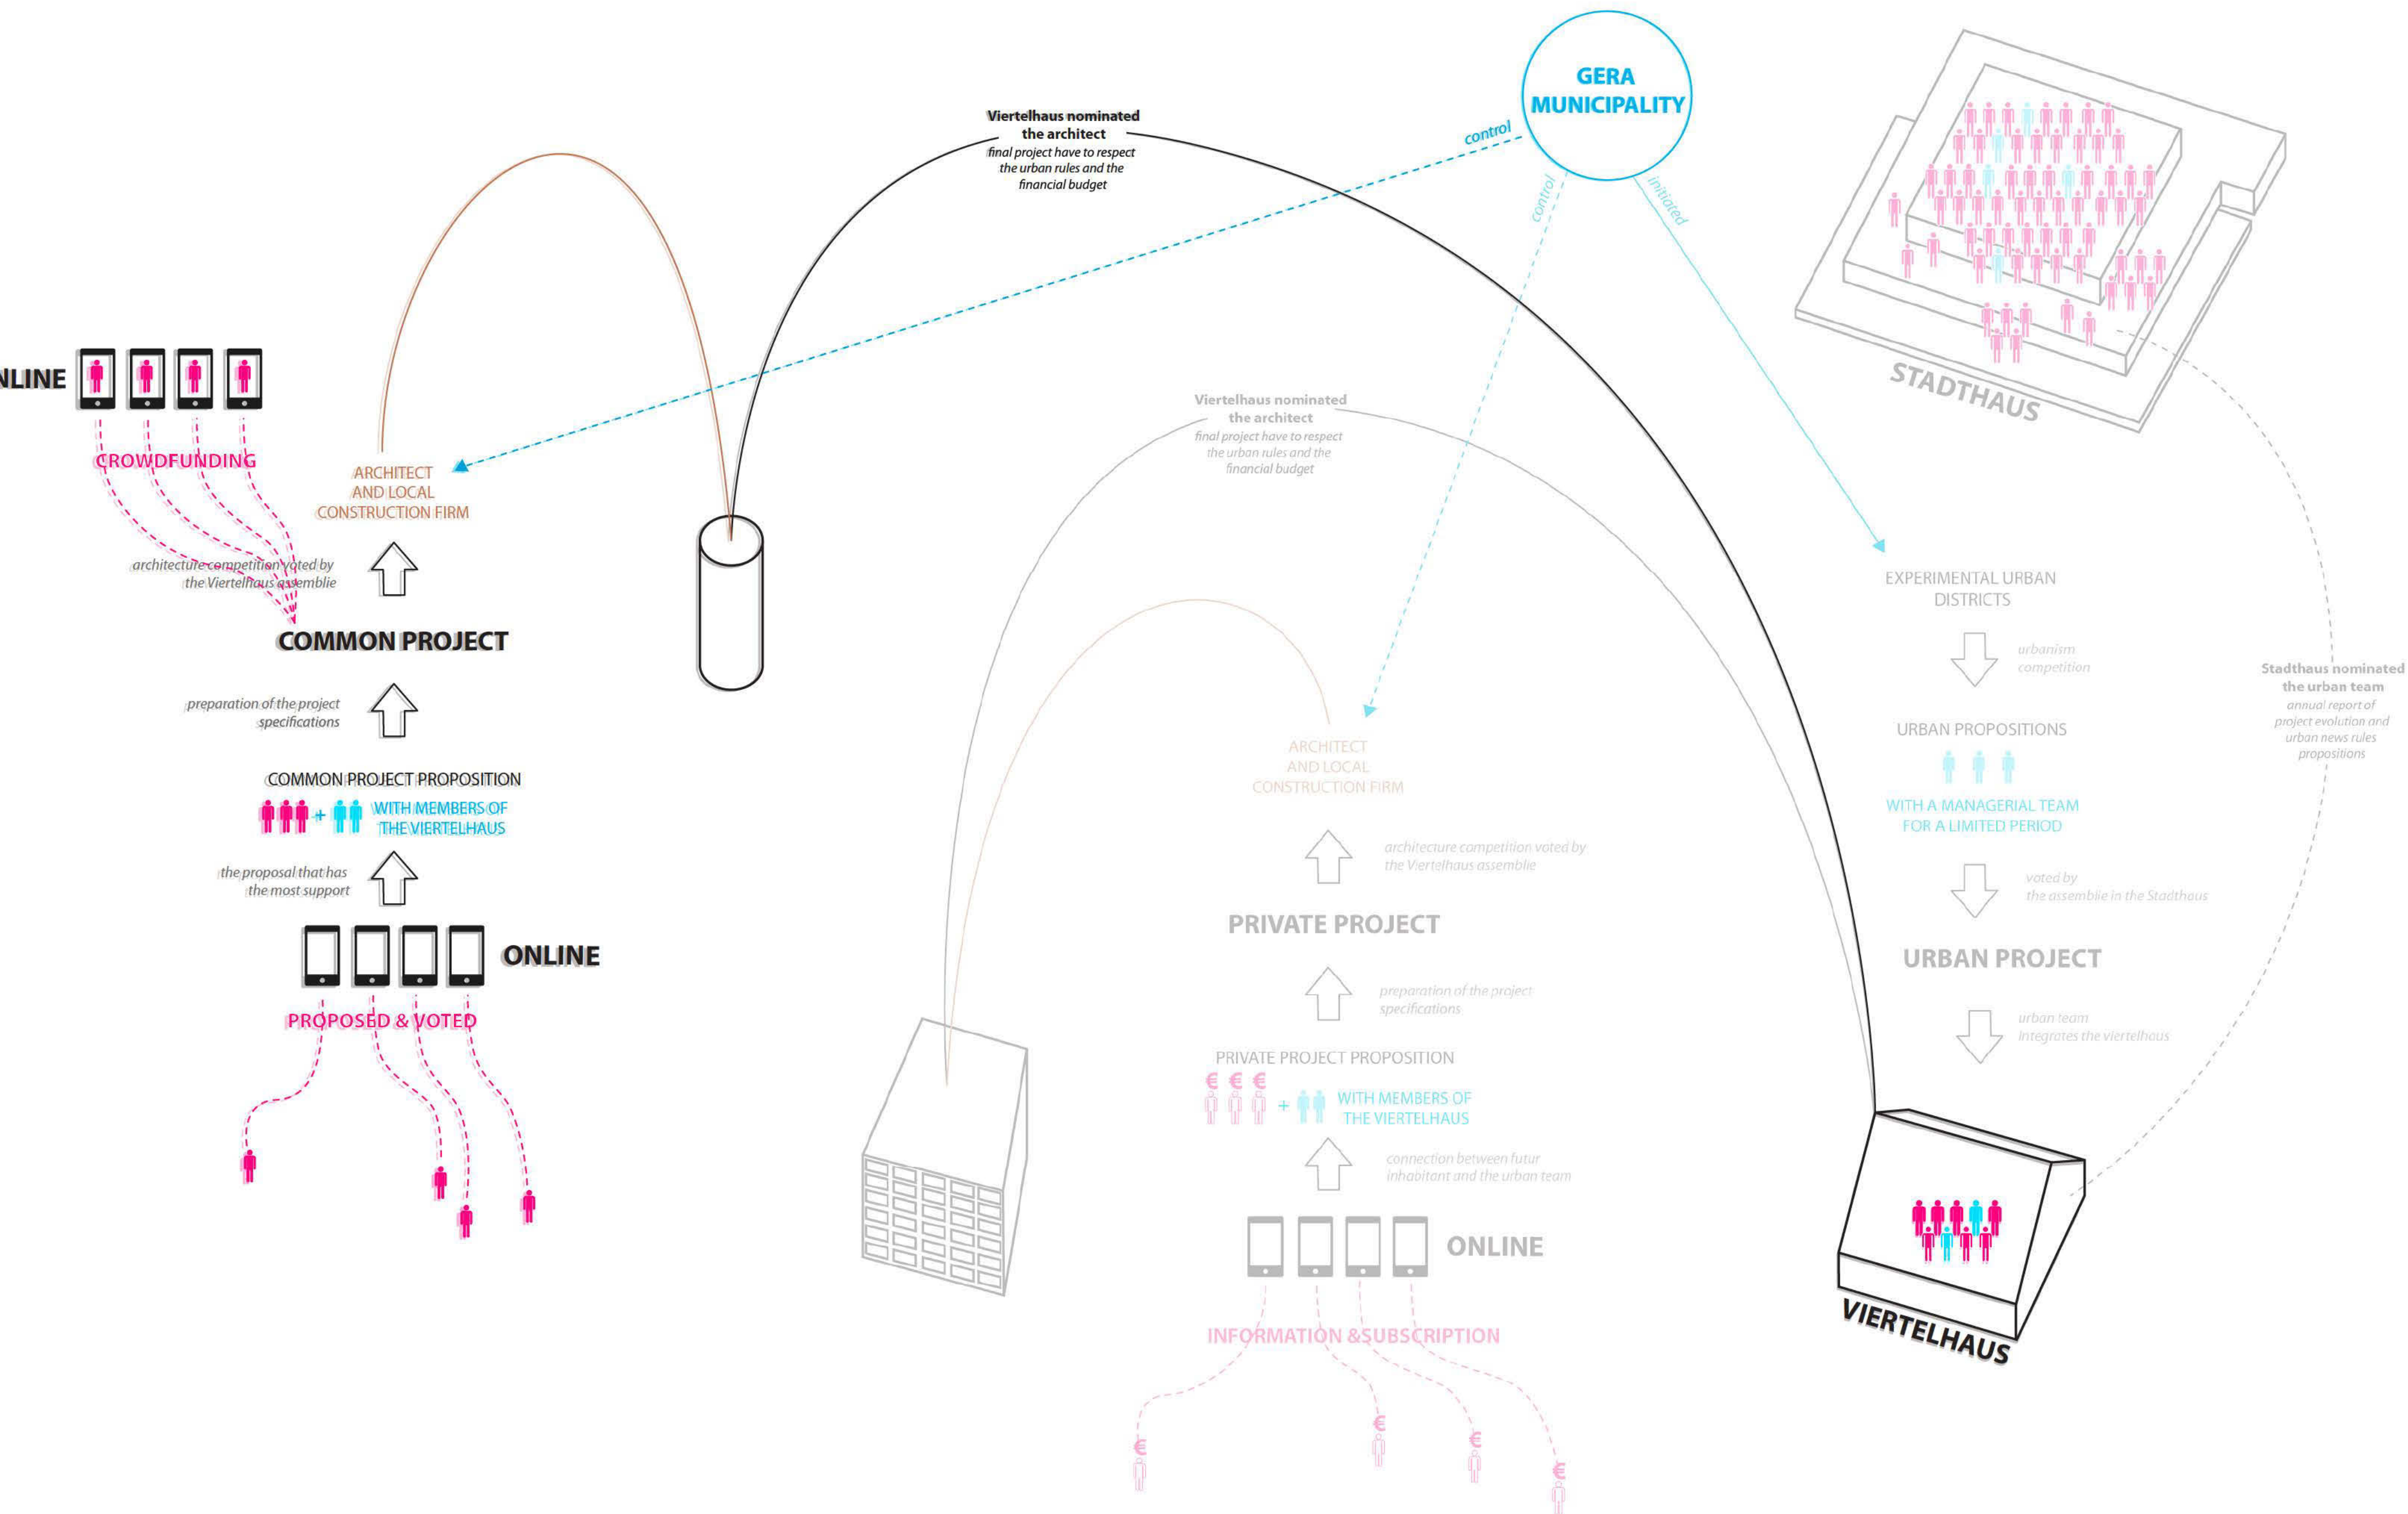 GERA
MUNICIPALITY
control
control
initiated
Viertelhaus nominated
the architect
final project have to respect
the urban rules and the
financial budget
NLINE
CROWDFUNDING
ARCHITECT
AND LOCAL
CONSTRUCTION FIRM
architecture competition voted by
the Viertelhaus assemblie
COMMON PROJECT
preparation of the project
specifications
COMMON PROJECT PROPOSITION
+ WITH MEMBERS OF
THE VIERTELHAUS
the proposal that has
the most support
ONLINE
PROPOSED & VOTED
Viertelhaus nominated
the architect
final project have to respect
the urban rules and the
financial budget
ARCHITECT
AND LOCAL
CONSTRUCTION FIRM
architecture competition voted by
the Viertelhaus assemblie
PRIVATE PROJECT
preparation of the project
specifications
PRIVATE PROJECT PROPOSITION
€ € €
+ WITH MEMBERS OF
THE VIERTELHAUS
connection between futur
inhabitant and the urban team
ONLINE
INFORMATION &SUBSCRIPTION
€
€
€
€
STADTHAUS
EXPERIMENTAL URBAN
DISTRICTS
urbanism
competition
URBAN PROPOSITIONS
WITH A MANAGERIAL TEAM
FOR A LIMITED PERIOD
voted by
the assemblie in the Stadthaus
URBAN PROJECT
urban team
integrates the viertelhaus
Stadthaus nominated
the urban team
annual report of
project evolution and
urban news rules
propositions
VIERTELHAUS